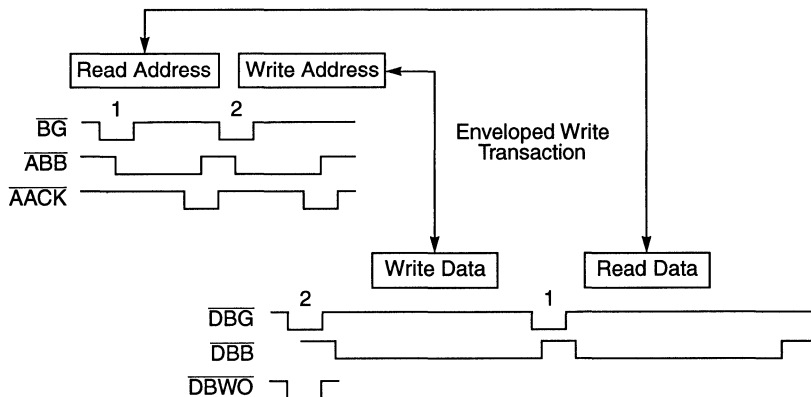 Read Address
Write Address
1
2
BG
ABB
AACK
Enveloped Write
Transaction
Write Data
Read Data
2
1
DBG
DBB
DBWO